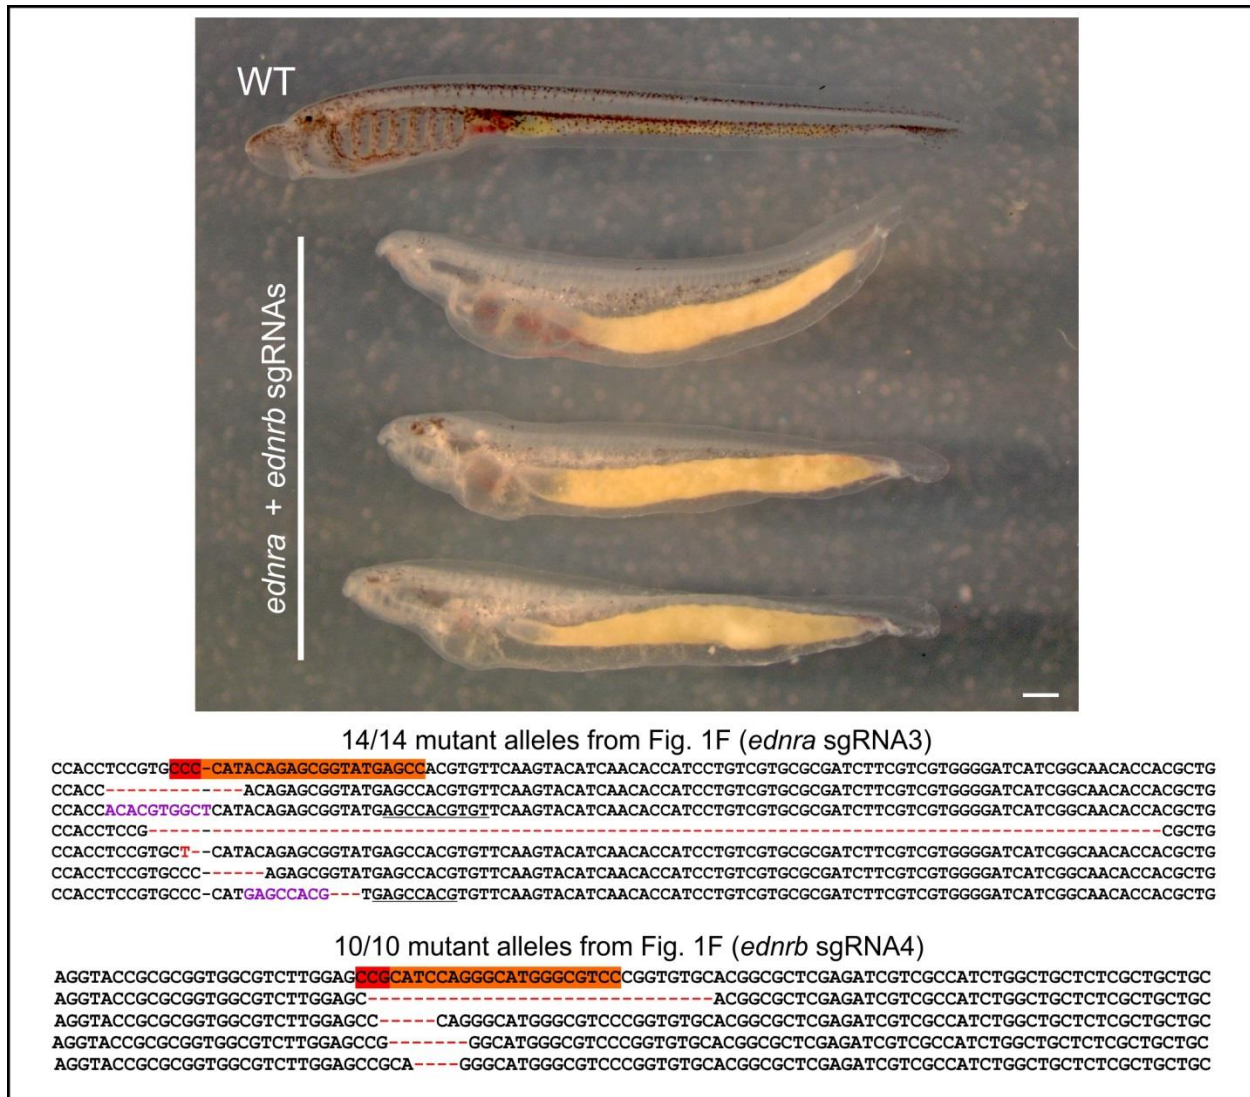 WT
ednra + ednrb sgRNAs
14/14 mutant alleles from Fig. 1F (ednra sgRNA3)
CCACCTCCGTGCCC-CATACAGAGCGGTATGAGCCACGTGTTCAAGTACATCAACACCATCCTGTCGTGCGCGATCTTCGTCGTGGGGATCATCGGCAACACCACGCTG
CCACC-------------ACAGAGCGGTATGAGCCACGTGTTCAAGTACATCAACACCATCCTGTCGTGCGCGATCTTCGTCGTGGGGATCATCGGCAACACCACGCTG
CCACCACACGTGGCTCATACAGAGCGGTATGAGCCACGTGTTCAAGTACATCAACACCATCCTGTCGTGCGCGATCTTCGTCGTGGGGATCATCGGCAACACCACGCTG
CCACCTCCG-----------------------------------------------------------------------------------------------CGCTG
CCACCTCCGTGCT--CATACAGAGCGGTATGAGCCACGTGTTCAAGTACATCAACACCATCCTGTCGTGCGCGATCTTCGTCGTGGGGATCATCGGCAACACCACGCTG
CCACCTCCGTGCCC------AGAGCGGTATGAGCCACGTGTTCAAGTACATCAACACCATCCTGTCGTGCGCGATCTTCGTCGTGGGGATCATCGGCAACACCACGCTG
CCACCTCCGTGCCC-CATGAGCCACG---TGAGCCACGTGTTCAAGTACATCAACACCATCCTGTCGTGCGCGATCTTCGTCGTGGGGATCATCGGCAACACCACGCTG
10/10 mutant alleles from Fig. 1F (ednrb sgRNA4)
AGGTACCGCGCGGTGGCGTCTTGGAGCCGCATCCAGGGCATGGGCGTCCCGGTGTGCACGGCGCTCGAGATCGTCGCCATCTGGCTGCTCTCGCTGCTGC
AGGTACCGCGCGGTGGCGTCTTGGAGC------------------------------ACGGCGCTCGAGATCGTCGCCATCTGGCTGCTCTCGCTGCTGC
AGGTACCGCGCGGTGGCGTCTTGGAGCC-----CAGGGCATGGGCGTCCCGGTGTGCACGGCGCTCGAGATCGTCGCCATCTGGCTGCTCTCGCTGCTGC
AGGTACCGCGCGGTGGCGTCTTGGAGCCG-------GGCATGGGCGTCCCGGTGTGCACGGCGCTCGAGATCGTCGCCATCTGGCTGCTCTCGCTGCTGC
AGGTACCGCGCGGTGGCGTCTTGGAGCCGCA----GGGCATGGGCGTCCCGGTGTGCACGGCGCTCGAGATCGTCGCCATCTGGCTGCTCTCGCTGCTGC